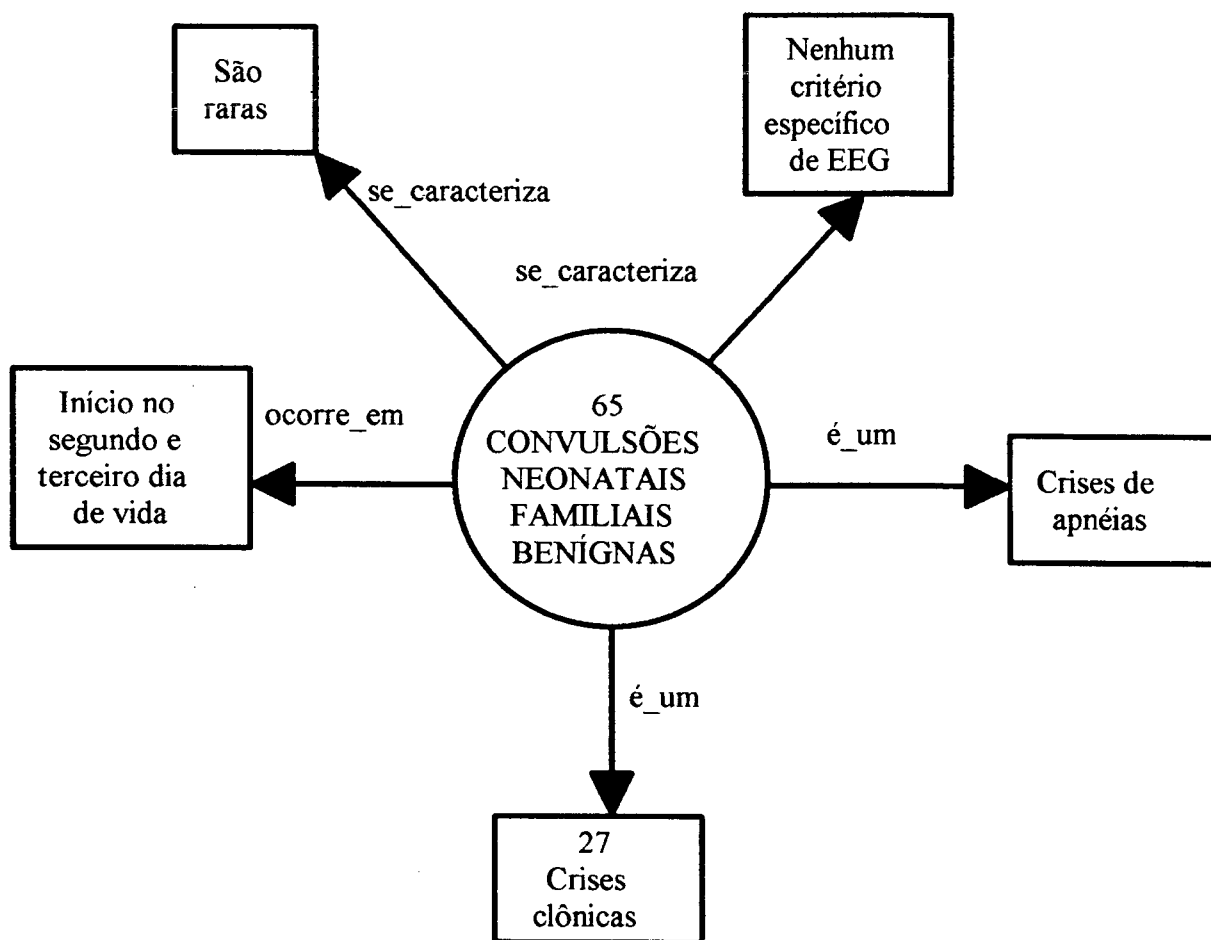 São
raras
Nenhum
critério
específico
de EEG
se_caracteriza
se_caracteriza
Início no
segundo e
terceiro dia
de vida
ocorre_em
65
CONVULSÕES
NEONATAIS
FAMILIAIS
BENÍGNAS
é_um
Crises de
apnéias
é_um
27
Crises
clônicas